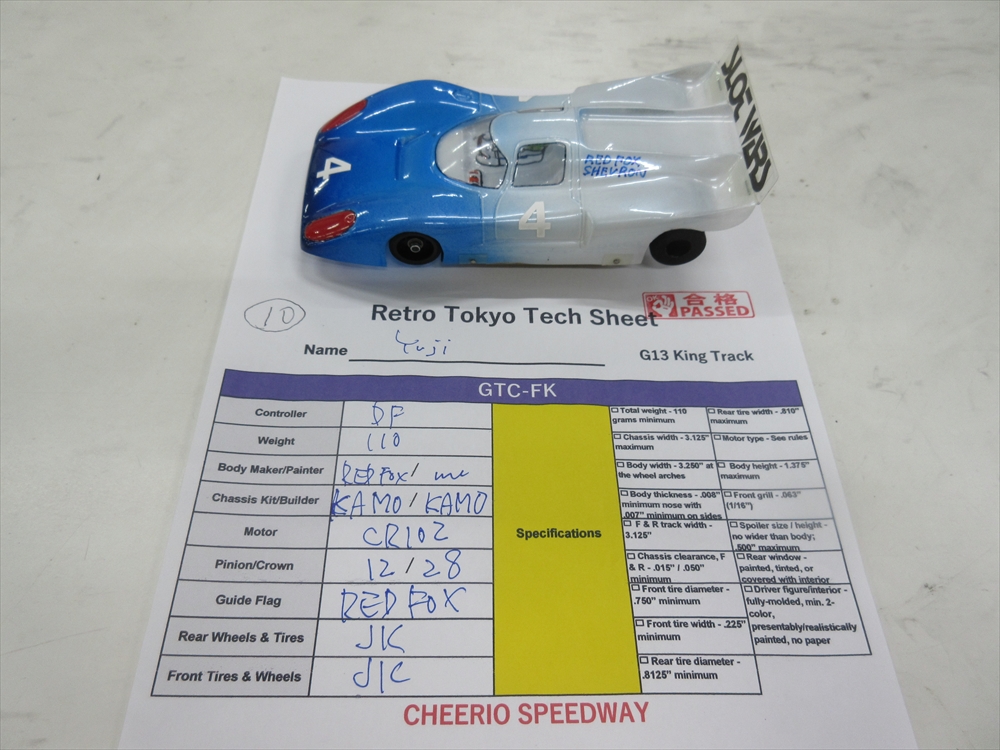 4
SLOE WERS
RED FOX
SHEVRON
4
10
Retro Tokyo Tech Sheet
合格
PASSED
Name Yuji
G13 King Track
GTC-FK
Controller DF
Weight 110
Body Maker/Painter RED FOX/ me
Chassis Kit/Builder KAMO/KAMO
Motor CR102
Pinion/Crown 12/28
Guide Flag RED FOX
Rear Wheels & Tires JK
Front Tires & Wheels JK
Specifications
Total weight - 110
grams minimum
Rear tire width - .810"
maximum
Chassis width - 3.125"
maximum
Motor type - See rules
Body width - 3.250" at
the wheel arches
Body height - 1.375"
maximum
Body thickness - .008"
minimum nose with
.007" minimum on sides
Front grill - .063"
(1/16")
F & R track width -
3.125"
Spoiler size / height -
no wider than body;
.500" maximum
Chassis clearance, F
& R - .015" / .050"
minimum
Rear window -
painted, tinted, or
covered with interior
Front tire diameter -
.750" minimum
Driver figure/interior -
fully-molded, min. 2-
color,
presentably/realistically
painted, no paper
Front tire width - .225"
minimum
Rear tire diameter -
.8125" minimum
CHEERIO SPEEDWAY